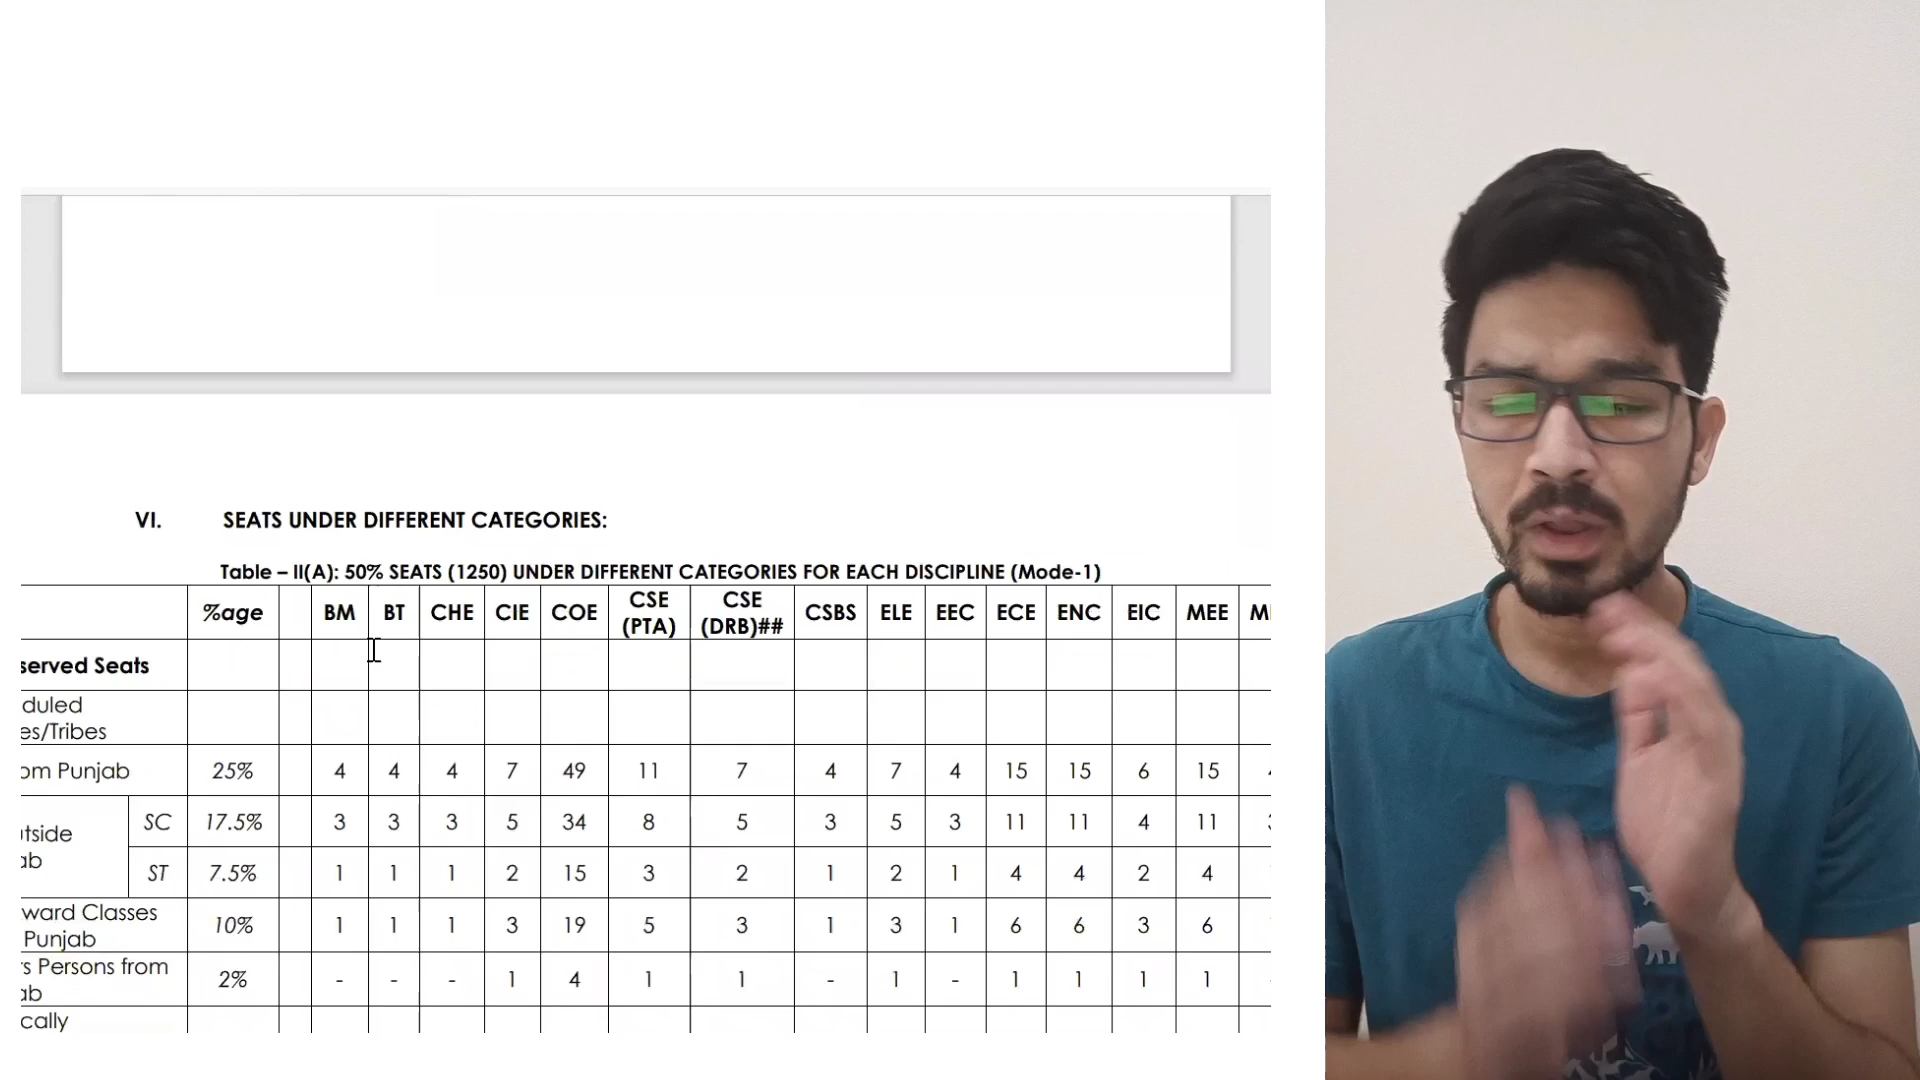 VI. SEATS UNDER DIFFERENT CATEGORIES:
Table – II(A): 50% SEATS (1250) UNDER DIFFERENT CATEGORIES FOR EACH DISCIPLINE (Mode-1)
%age BM BT CHE CIE COE CSE (PTA) CSE (DRB)## CSBS ELE EEC ECE ENC EIC MEE
served Seats
duled
es/Tribes
om Punjab 25% 4 4 4 7 49 11 7 4 7 4 15 15 6 15
tside
ab
SC 17.5% 3 3 3 5 34 8 5 3 5 3 11 11 4 11
ST 7.5% 1 1 1 2 15 3 2 1 2 1 4 4 2 4
ward Classes
Punjab
10% 1 1 1 3 19 5 3 1 3 1 6 6 3 6
s Persons from
ab
2% - - - 1 4 1 1 - 1 - 1 1 1 1
cally